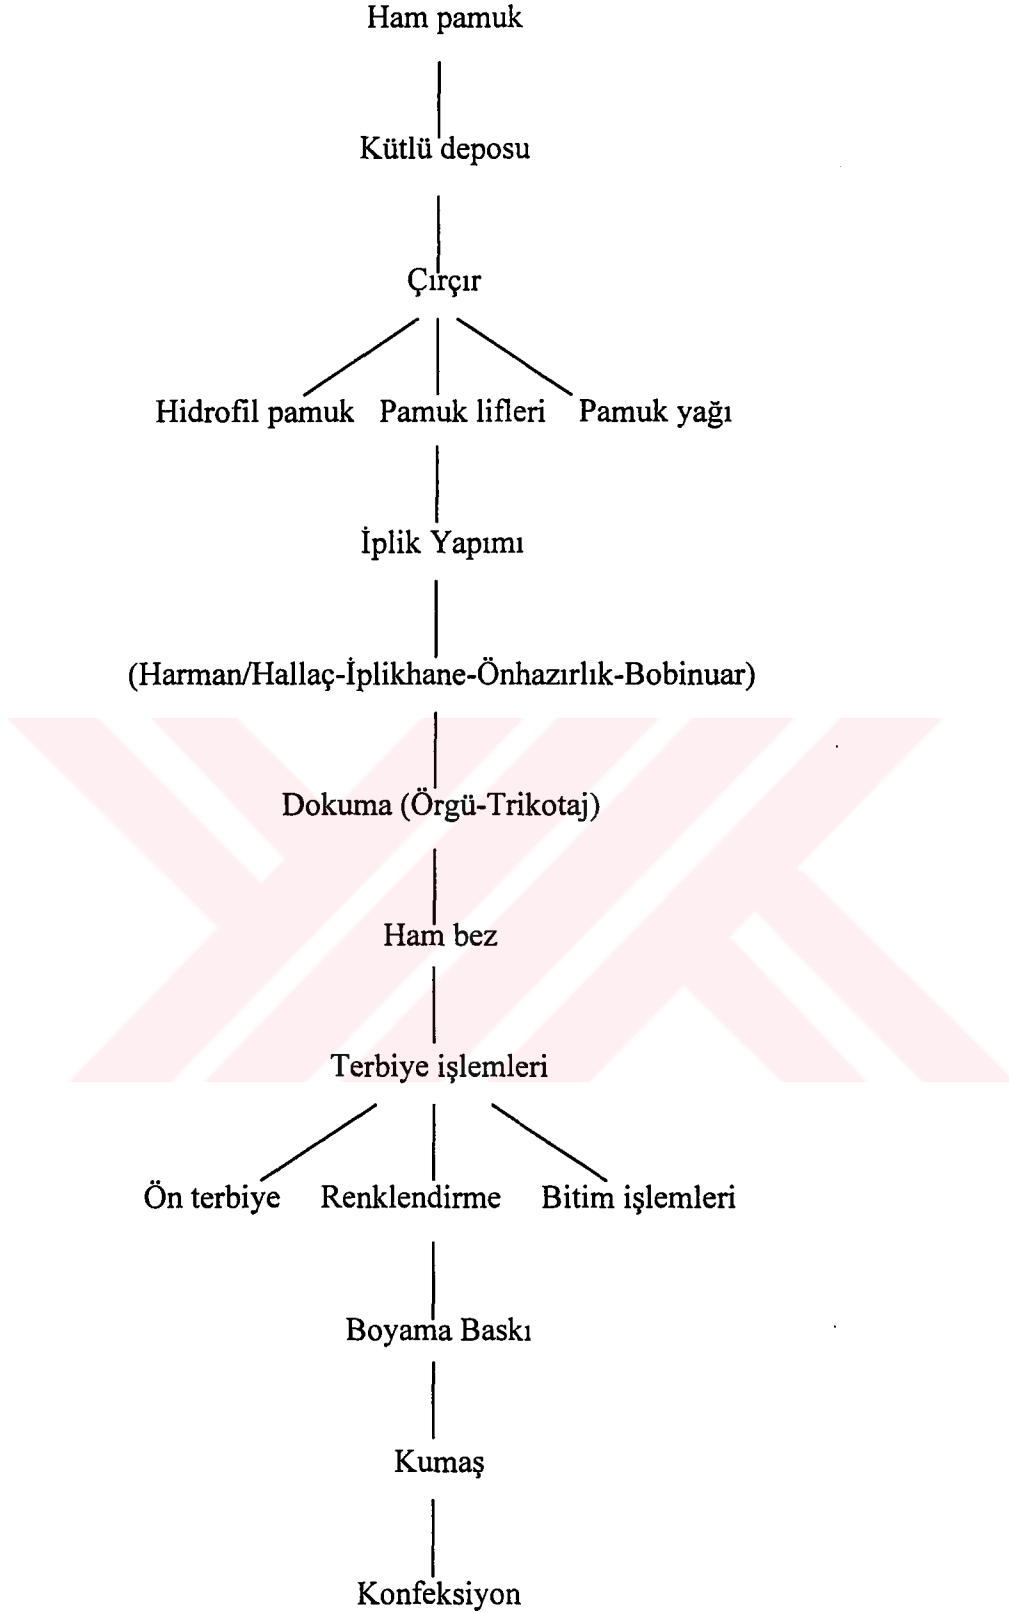 Ham pamuk
Kütlü deposu
Çırçır
Hidrofil pamuk Pamuk lifleri Pamuk yağı
İplik Yapımı
(Harman/Hallaç-İplikhane-Önhazırlık-Bobinuar)
Dokuma (Örgü-Trikotaj)
Ham bez
Terbiye işlemleri
Ön terbiye Renklendirme Bitim işlemleri
Boyama Baskı
Kumaş
Konfeksiyon